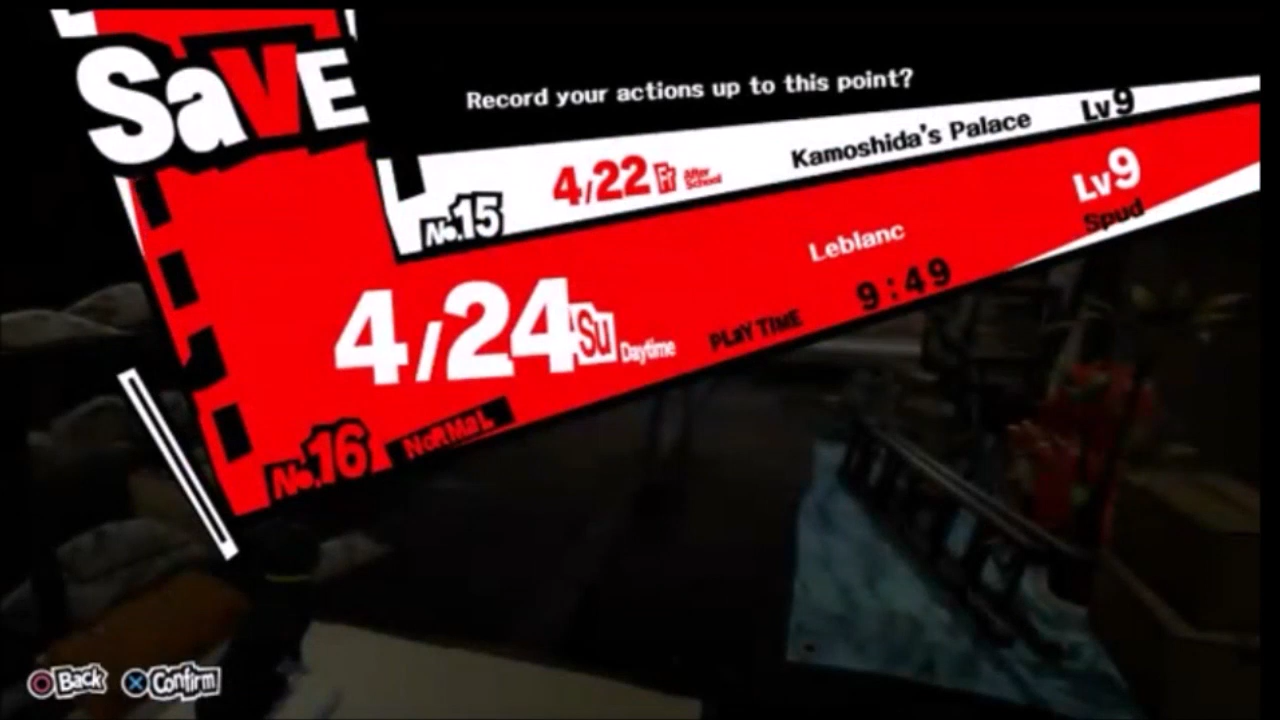 SaVE
Record your actions up to this point?
No.15 4/22 Fr After School Kamoshida's Palace Lv9
No.16 4/24 Su Daytime Leblanc Lv9
NoRMaL PLaY TIME 9:49 Spud
Back Confirm